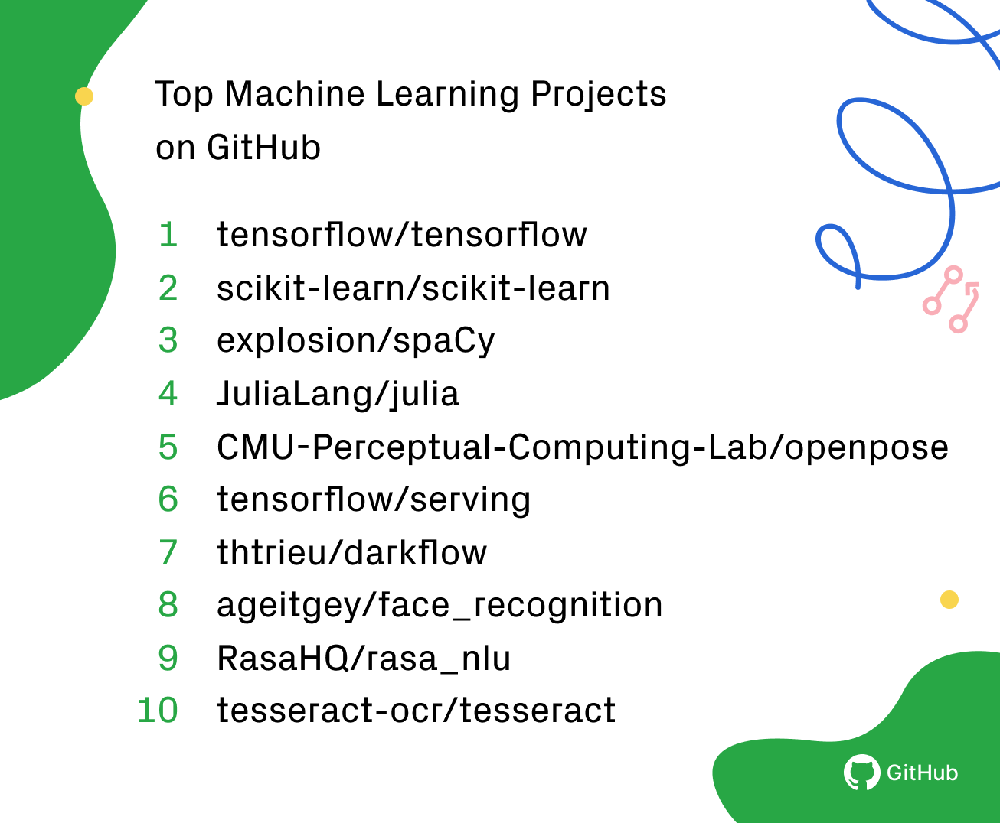 Top Machine Learning Projects
on GitHub
1 tensorflow/tensorflow
2 scikit-learn/scikit-learn
3 explosion/spaCy
4 JuliaLang/julia
5 CMU-Perceptual-Computing-Lab/openpose
6 tensorflow/serving
7 thtrieu/darkflow
8 ageitgey/face_recognition
9 RasaHQ/rasa_nlu
10 tesseract-ocr/tesseract
GitHub